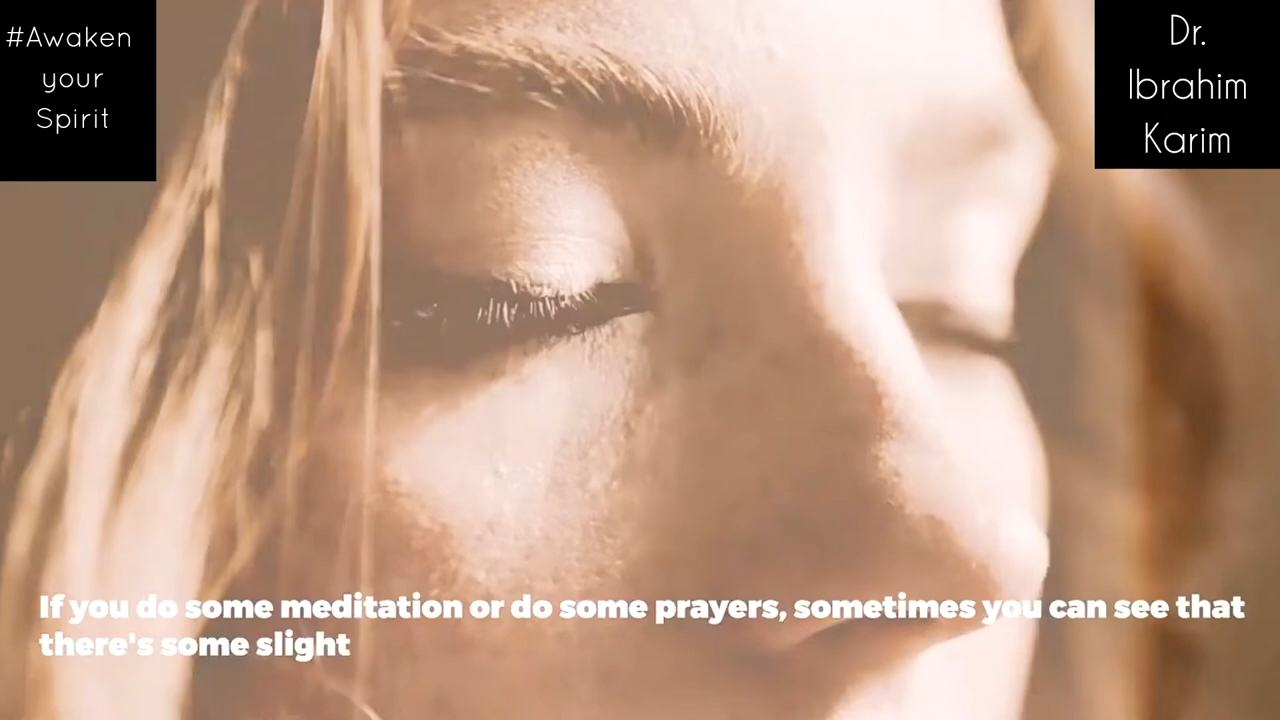 #Awaken
your
Spirit
Dr.
Ibrahim
Karim
If you do some meditation or do some prayers, sometimes you can see that
there's some slight